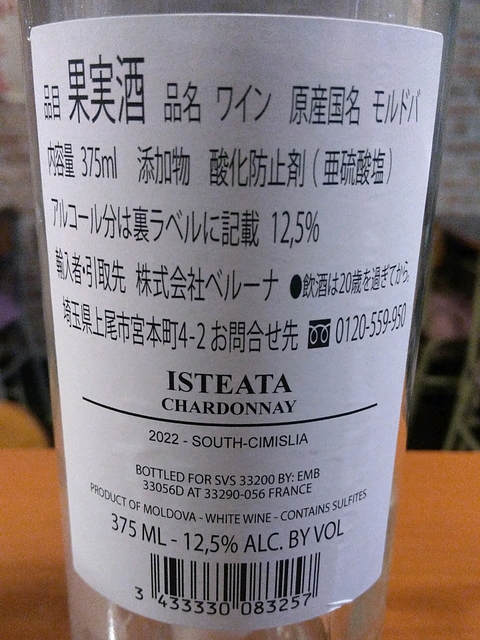 品目 果実酒 品名 ワイン 原産国名 モルドバ
内容量 375ml 添加物 酸化防止剤(亜硫酸塩)
アルコール分は裏ラベルに記載 12,5%
輸入者・引取先 株式会社ベルーナ ●飲酒は20歳を過ぎてから。
埼玉県上尾市宮本町4-2 お問合せ先 0120-559-950
ISTEATA
CHARDONNAY
2022 - SOUTH-CIMISLIA
BOTTLED FOR SVS 33200 BY: EMB
33056D AT 33290-056 FRANCE
PRODUCT OF MOLDOVA - WHITE WINE - CONTAINS SULFITES
375 ML - 12,5% ALC. BY VOL
3 433330 083257